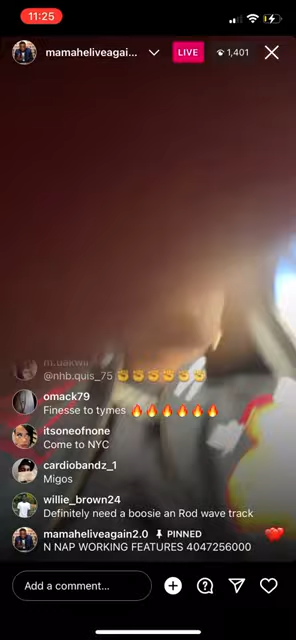 11:25
mamaheliveagai...
LIVE
1,401
@nhb.quis_75 ✊✊✊✊✊✊
omack79
Finesse to tymes 🔥🔥🔥🔥🔥🔥
itsoneofnone
Come to NYC
cardiobandz_1
Migos
willie_brown24
Definitely need a boosie an Rod wave track
mamaheliveagain2.0 PINNED
N NAP WORKING FEATURES 4047256000
Add a comment...